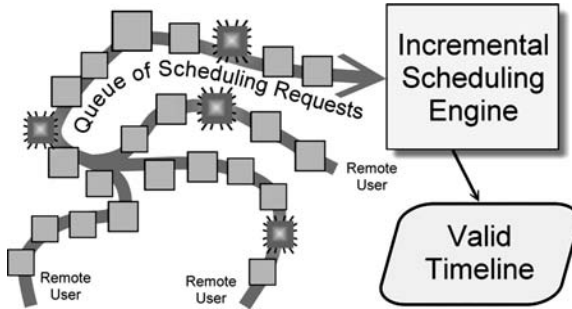 Queue of Scheduling Requests
Incremental
Scheduling
Engine
Remote
User
Valid
Timeline
Remote
User
Remote
User